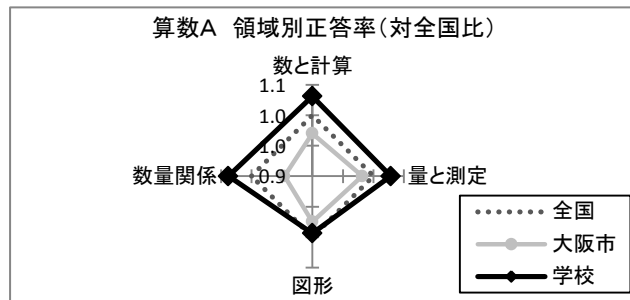 算数A 領域別正答率(対全国比)
数と計算
1.1
1.0
1.0
0.9
数量関係
量と測定
図形
全国
大阪市
学校